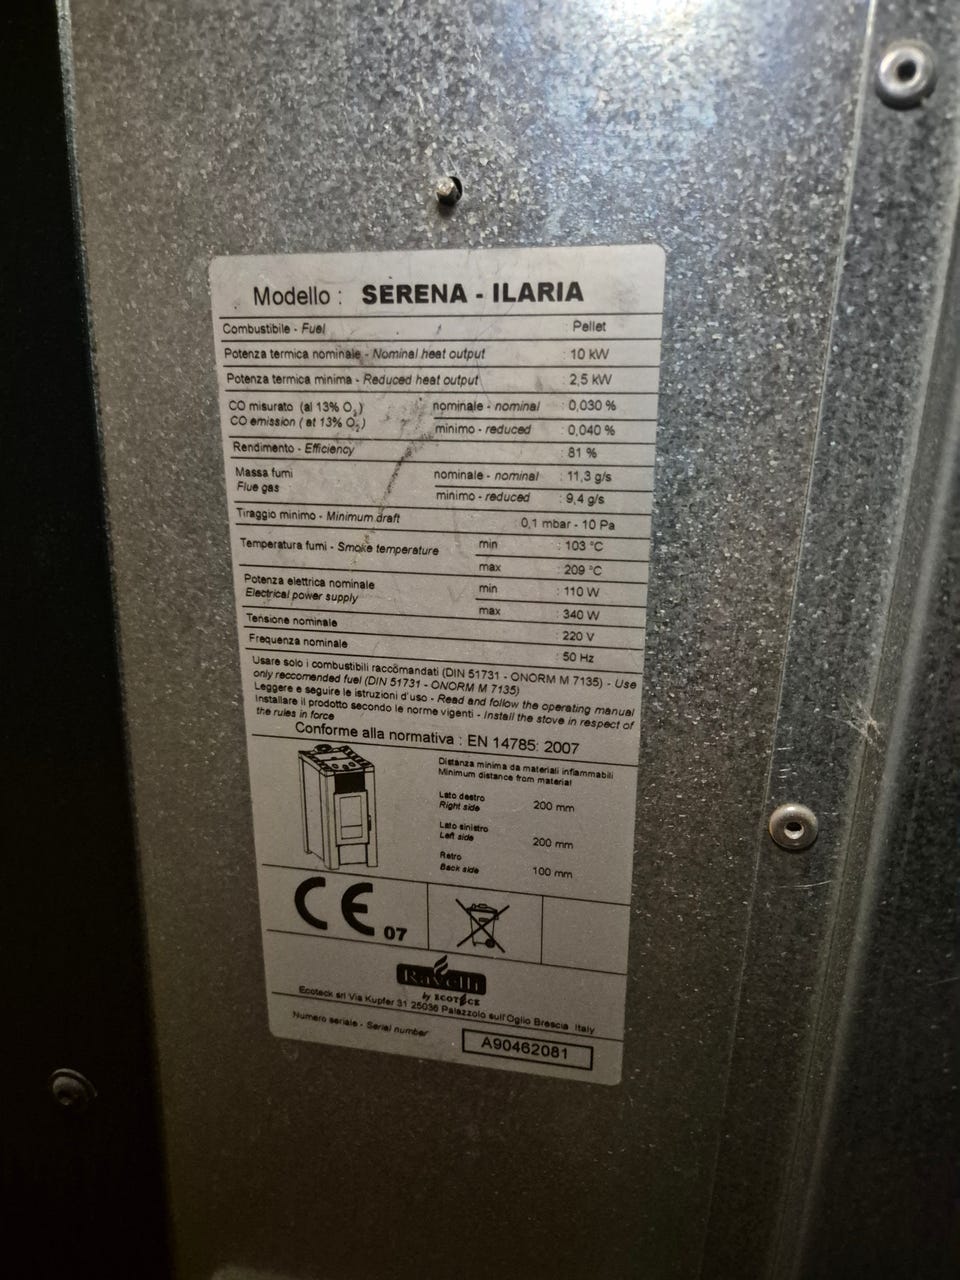 Modello : SERENA - ILARIA
Combustibile - Fuel : Pellet
Potenza termica nominale - Nominal heat output : 10 kW
Potenza termica minima - Reduced heat output : 2,5 kW
CO misurato (al 13% O2) nominale - nominal : 0,030 %
CO emission ( at 13% O2) minimo - reduced : 0,040 %
Rendimento - Efficiency : 81 %
Massa fumi nominale - nominal : 11,3 g/s
Flue gas minimo - reduced : 9,4 g/s
Tiraggio minimo - Minimum draft : 0,1 mbar - 10 Pa
Temperatura fumi - Smoke temperature min : 103 °C
max : 209 °C
Potenza elettrica nominale min : 110 W
Electrical power supply max : 340 W
Tensione nominale : 220 V
Frequenza nominale : 50 Hz
Usare solo i combustibili raccomandati (DIN 51731 - ONORM M 7135) - Use
only reccomended fuel (DIN 51731 - ONORM M 7135)
Leggere e seguire le istruzioni d'uso - Read and follow the operating manual
Installare il prodotto secondo le norme vigenti - Install the stove in respect of
the rules in force
Conforme alla normativa : EN 14785: 2007
Distanza minima da materiali infiammabili
Minimum distance from material
Lato destro
Right side 200 mm
Lato sinistro
Left side 200 mm
Retro
Back side 100 mm
CE 07
Ravelli
by ECOTECK
Ecoteck srl Via Kupfer 31 25036 Palazzolo sull'Oglio Brescia Italy
Numero seriale - Serial number A90462081